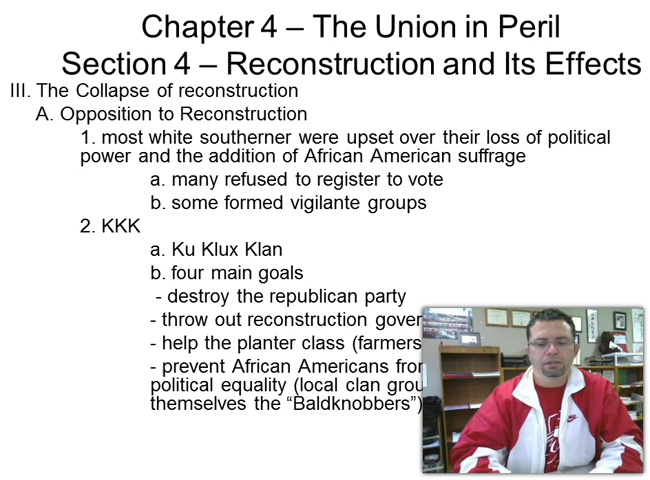 Chapter 4 – The Union in Peril
Section 4 – Reconstruction and Its Effects
III. The Collapse of reconstruction
A. Opposition to Reconstruction
1. most white southerner were upset over their loss of political
power and the addition of African American suffrage
a. many refused to register to vote
b. some formed vigilante groups
2. KKK
a. Ku Klux Klan
b. four main goals
- destroy the republican party
- throw out reconstruction
- help the planter class (farmers
- prevent African Americans
political equality (local clan
themselves the “Baldknobbers”)